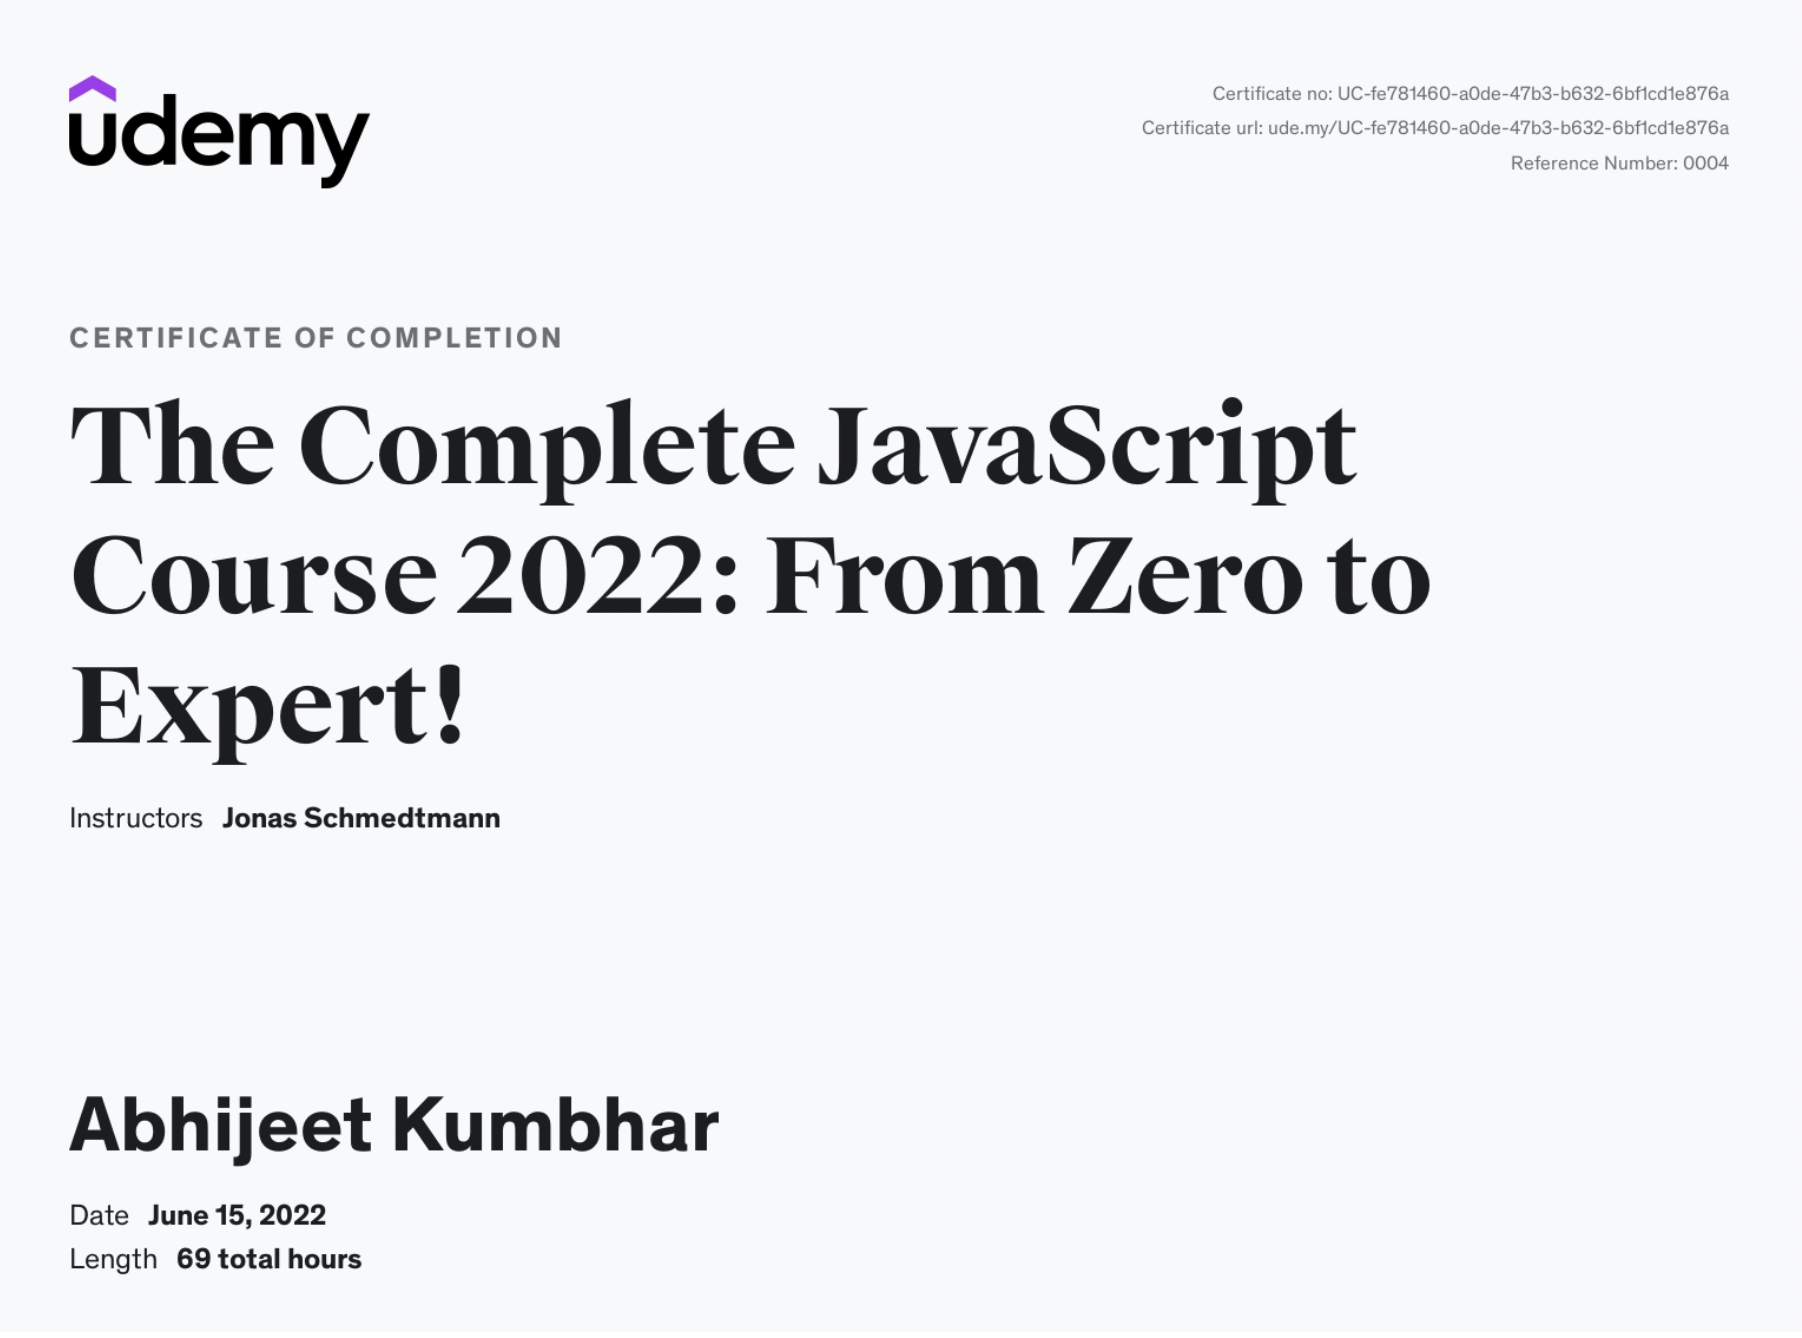 udemy
Certificate no: UC-fe781460-a0de-47b3-b632-6bf1cd1e876a
Certificate url: ude.my/UC-fe781460-a0de-47b3-b632-6bf1cd1e876a
Reference Number: 0004
CERTIFICATE OF COMPLETION
The Complete JavaScript
Course 2022: From Zero to
Expert!
Instructors Jonas Schmedtmann
Abhijeet Kumbhar
Date June 15, 2022
Length 69 total hours